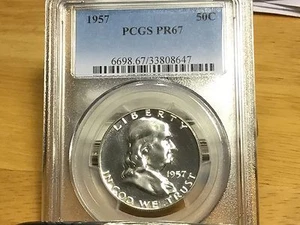 1957 50C
PCGS PR67
6698.67/33808647
LIBERTY
1957
IN GOD WE TRUST